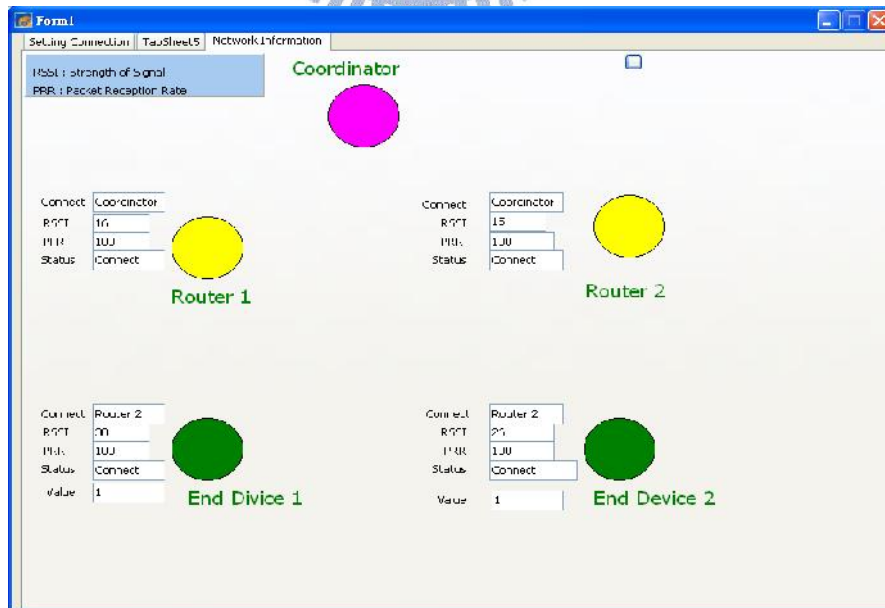 Form1
Setting Connection TabSheet5 Network Information
RSSI : Strength of Signal
PRR : Packet Reception Rate
Coordinator
Connect Coordinator
RSSI 16
PRR 100
Status Connect
Router 1
Connect Coordinator
RSSI 15
PRR 100
Status Connect
Router 2
Connect Router 2
RSSI 30
PRR 100
Status Connect
Value 1
End Divice 1
Connect Router 2
RSSI 25
PRR 100
Status Connect
Value 1
End Device 2